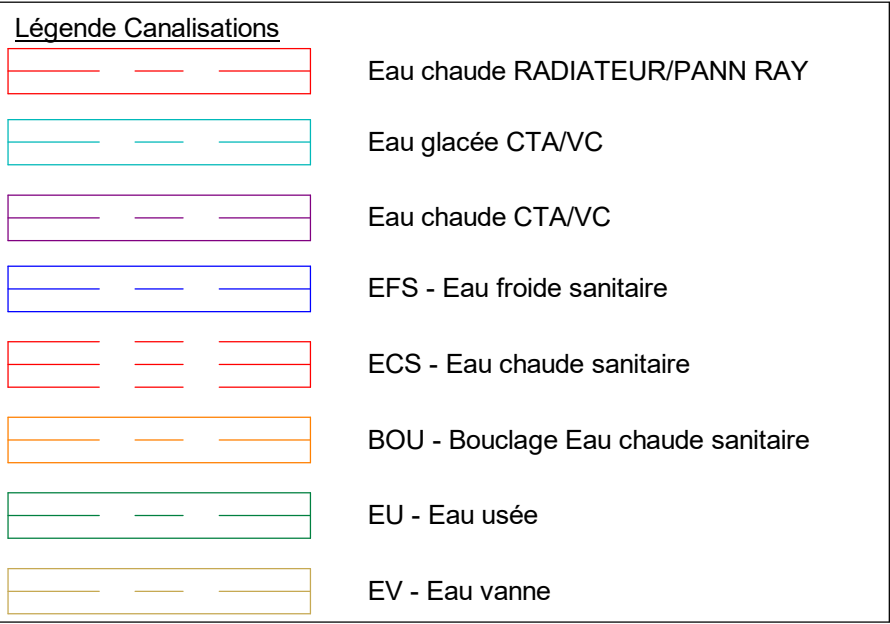 Légende Canalisations
Eau chaude RADIATEUR/PANN RAY
Eau glacée CTA/VC
Eau chaude CTA/VC
EFS - Eau froide sanitaire
ECS - Eau chaude sanitaire
BOU - Bouclage Eau chaude sanitaire
EU - Eau usée
EV - Eau vanne